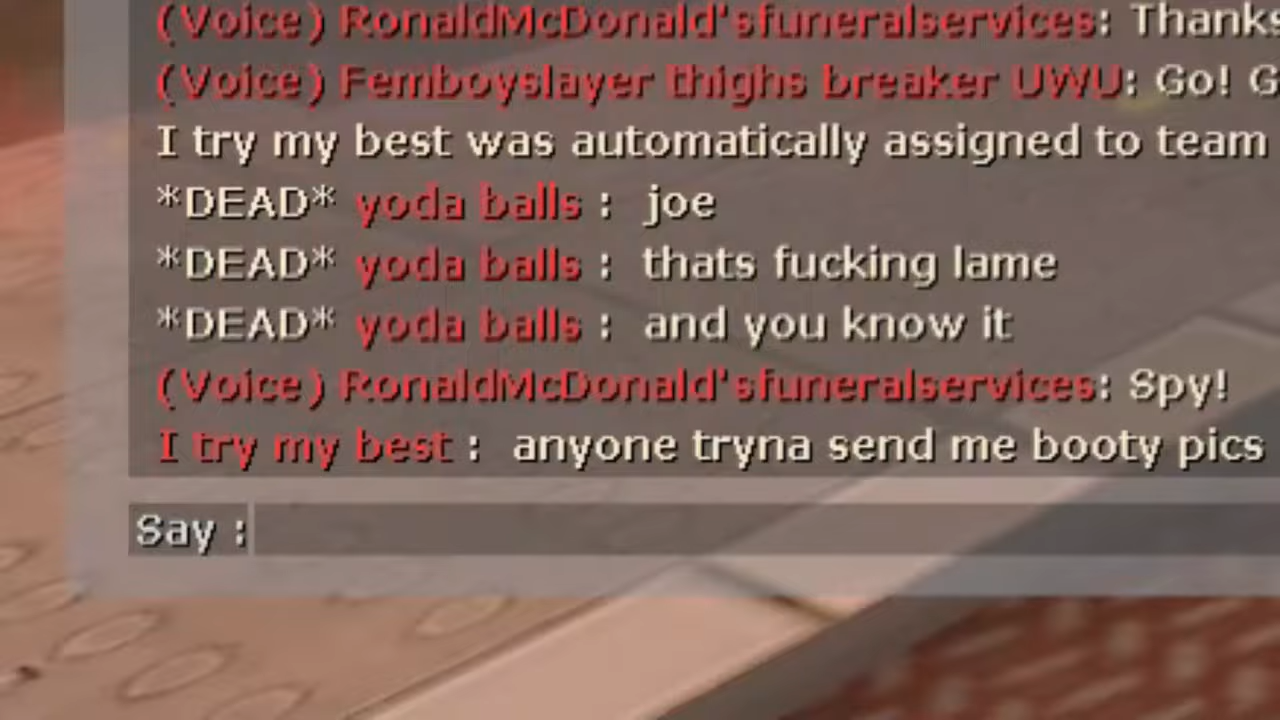 (Voice) RonaldMcDonald'sfuneralservices: Thanks
(Voice) Femboyslayer thighs breaker UWU: Go! G
I try my best was automatically assigned to team
*DEAD* yoda balls :  joe
*DEAD* yoda balls :  thats fucking lame
*DEAD* yoda balls :  and you know it
(Voice) RonaldMcDonald'sfuneralservices: Spy!
I try my best :  anyone tryna send me booty pics
Say :